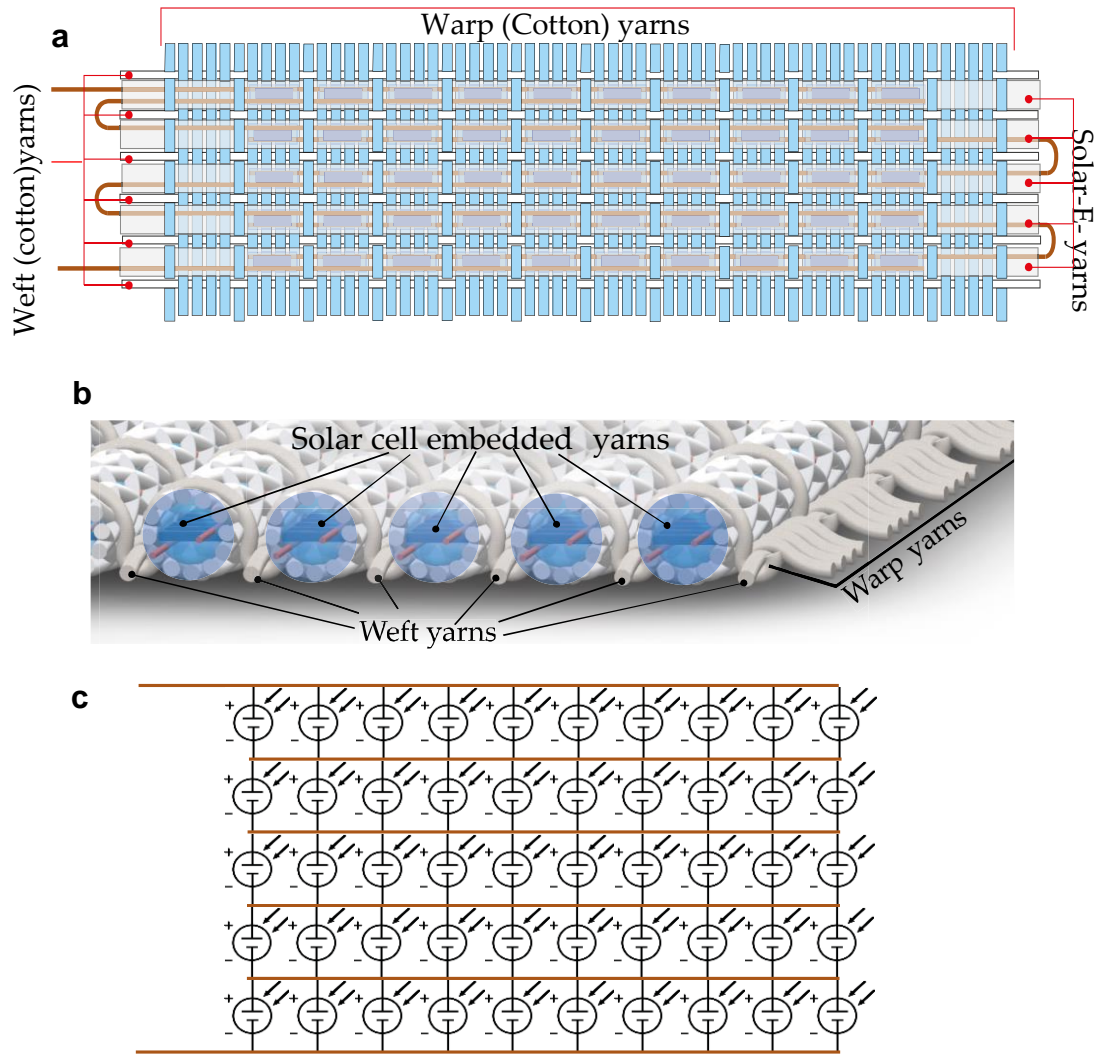 a
Warp (Cotton) yarns
Weft (cotton)yarns)
Solar-E- yarns
b
Solar cell embedded yarns
Warp yarns
Weft yarns
c
+ + + + + + + + + +
− − − − − − − − − −
+ + + + + + + + + +
− − − − − − − − − −
+ + + + + + + + + +
− − − − − − − − − −
+ + + + + + + + + +
− − − − − − − − − −
+ + + + + + + + + +
− − − − − − − − − −